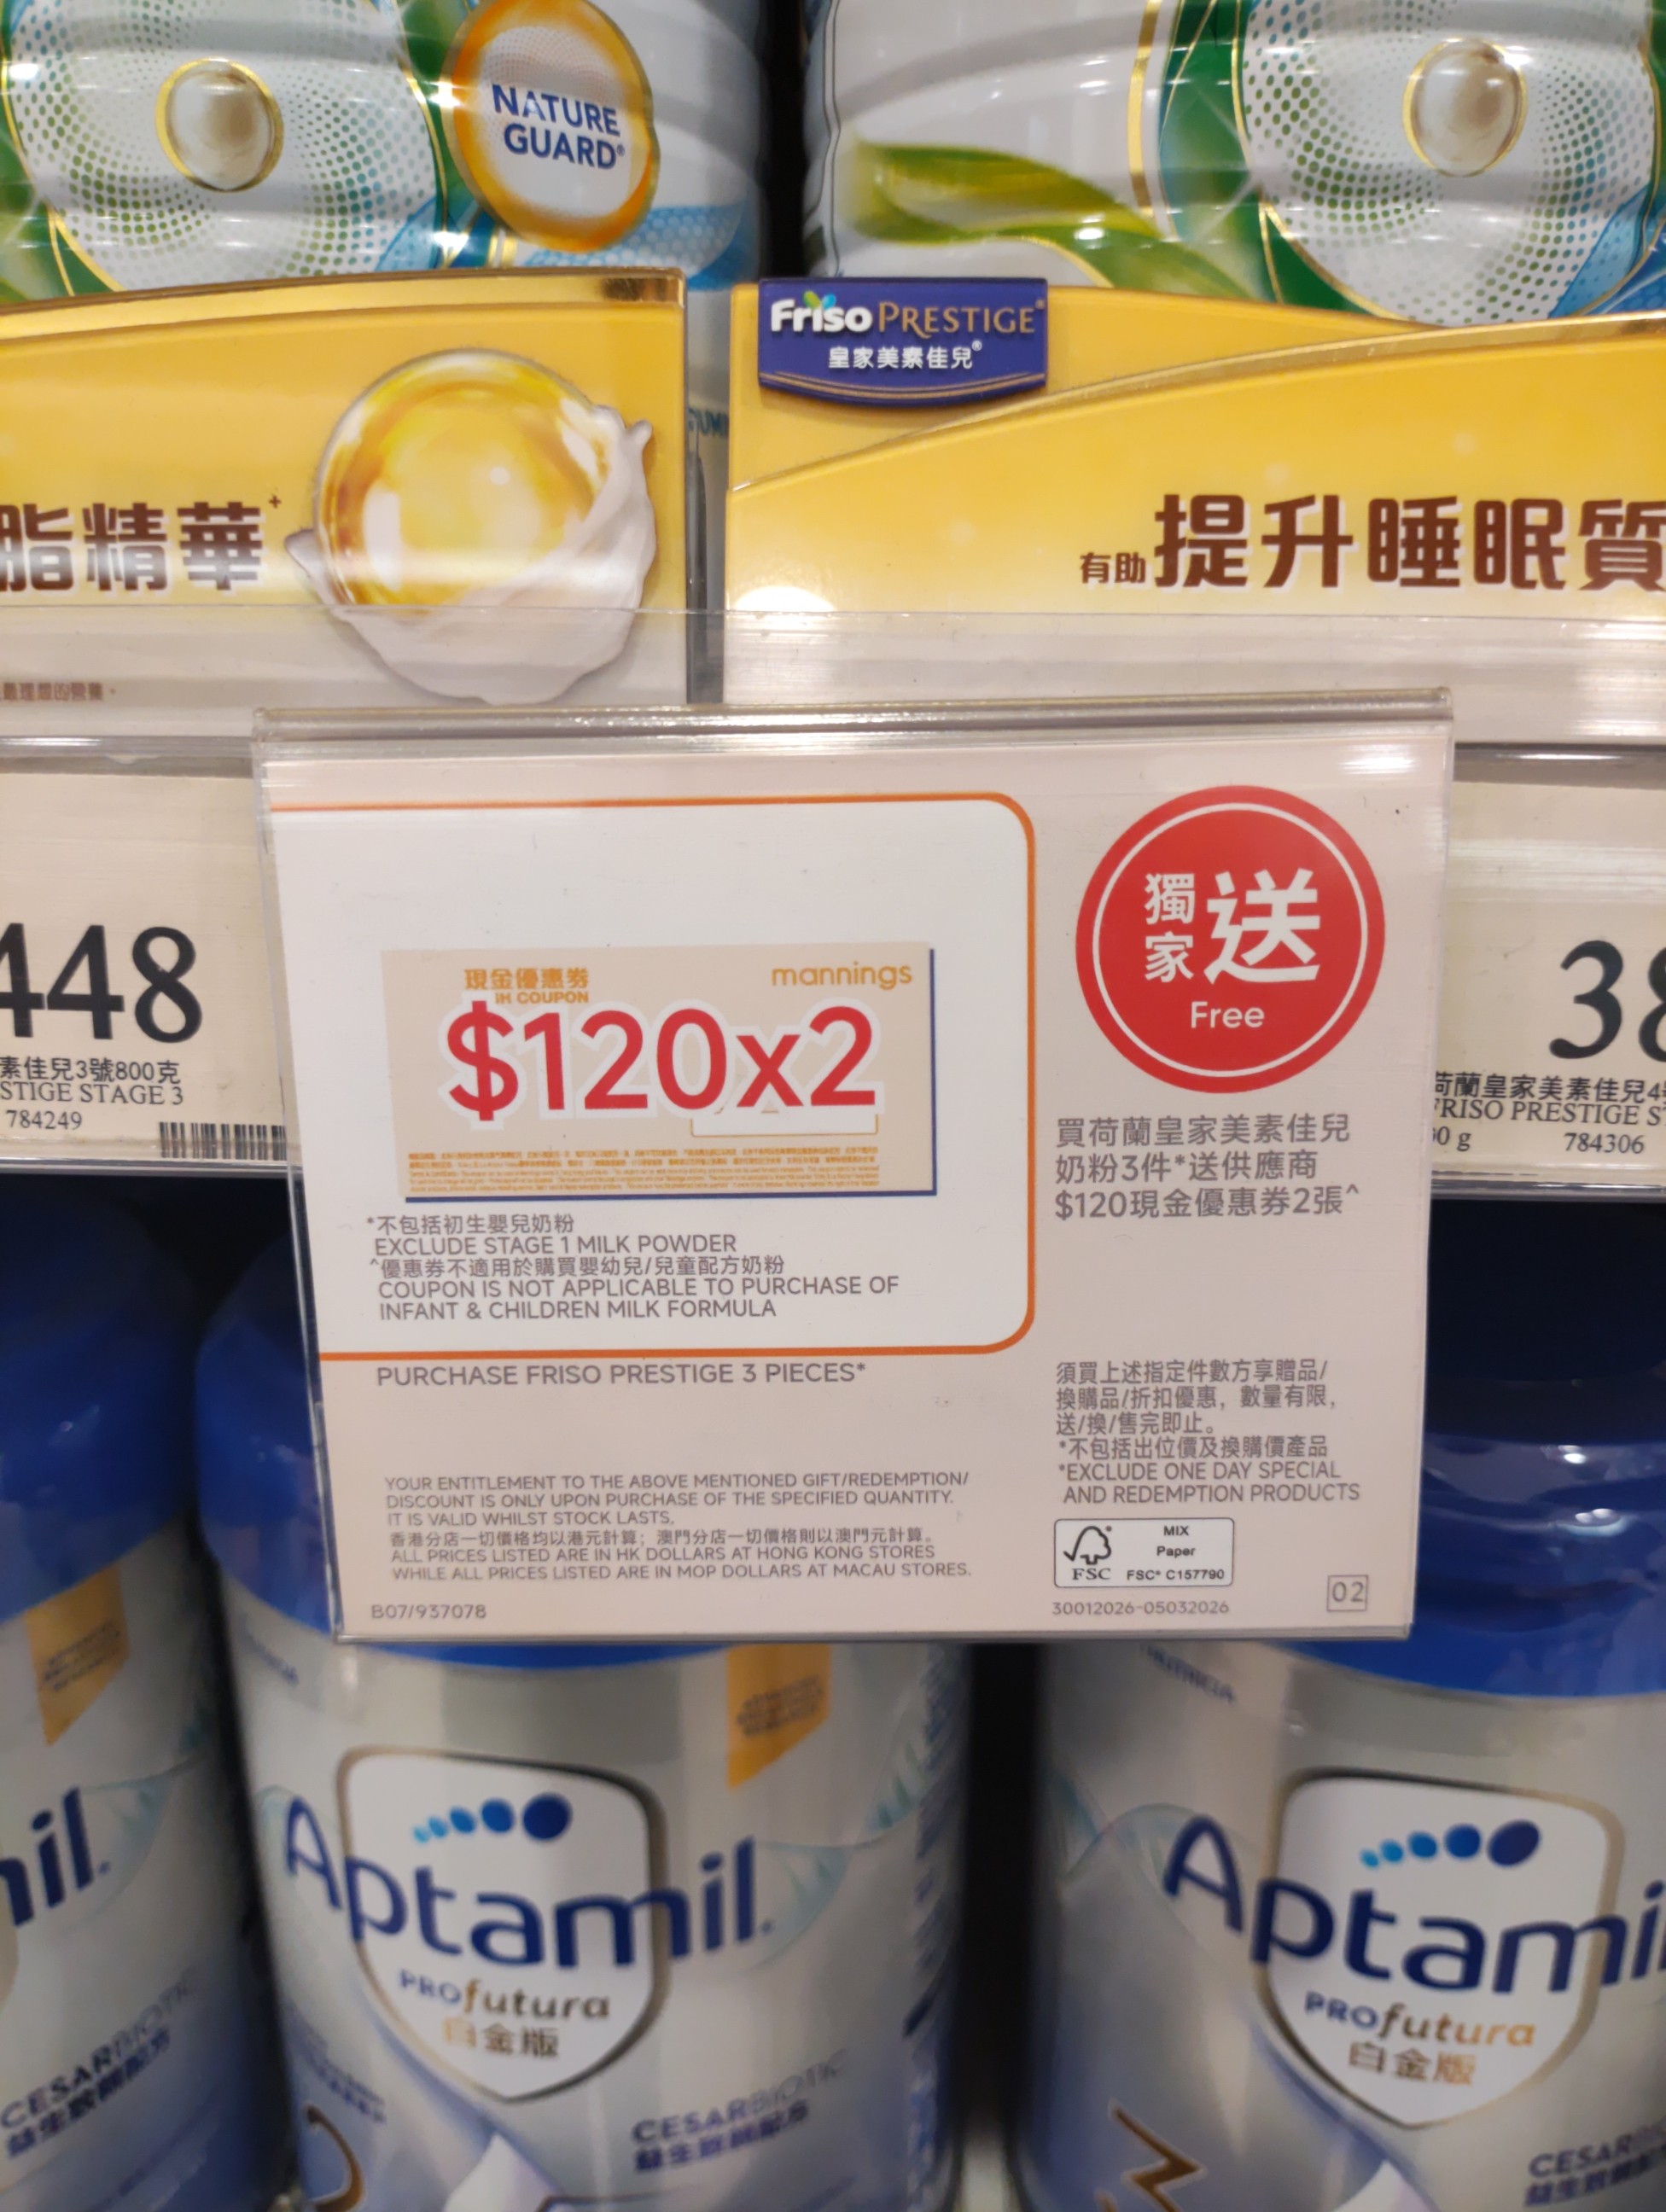 NATURE
GUARD®
Friso PRESTIGE®
皇家美素佳兒®
脂精華+
有助提升睡眠質
最理想的營養。
448
素佳兒3號800克
STIGE STAGE 3
784249
38
荷蘭皇家美素佳兒4
FRISO PRESTIGE S
0 g
784306
現金優惠券
mannings
COUPON
$120x2
獨家送
Free
買荷蘭皇家美素佳兒
奶粉3件*送供應商
$120現金優惠券2張^
*不包括初生嬰兒奶粉
EXCLUDE STAGE 1 MILK POWDER
^優惠券不適用於購買嬰幼兒/兒童配方奶粉
COUPON IS NOT APPLICABLE TO PURCHASE OF
INFANT & CHILDREN MILK FORMULA
PURCHASE FRISO PRESTIGE 3 PIECES*
須買上述指定件數方享贈品/
換購品/折扣優惠，數量有限，
送/換/售完即止。
*不包括出位價及換購價產品
*EXCLUDE ONE DAY SPECIAL
AND REDEMPTION PRODUCTS
YOUR ENTITLEMENT TO THE ABOVE MENTIONED GIFT/REDEMPTION/
DISCOUNT IS ONLY UPON PURCHASE OF THE SPECIFIED QUANTITY.
IT IS VALID WHILST STOCK LASTS.
香港分店一切價格均以港元計算；澳門分店一切價格則以澳門元計算。
ALL PRICES LISTED ARE IN HK DOLLARS AT HONG KONG STORES
WHILE ALL PRICES LISTED ARE IN MOP DOLLARS AT MACAU STORES.
FSC
MIX
Paper
FSC® C157790
B07/937078
30012026-05032026
02
NUTRICIA
mil.
Aptamil.
PROfutura
白金版
CESARBIOTIK
Aptami
PROfutura
白金版
CESARBIOTIK
CESARB
3